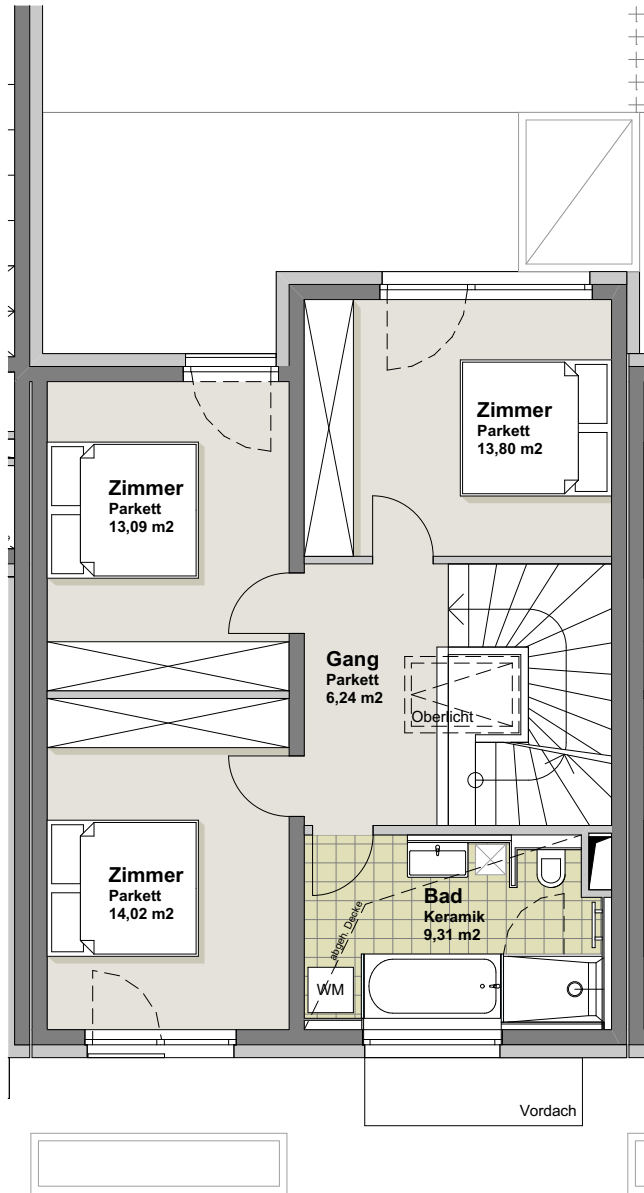 Zimmer
Parkett
13,80 m2
Zimmer
Parkett
13,09 m2
Gang
Parkett
6,24 m2
Oberlicht
Zimmer
Parkett
14,02 m2
Bad
Keramik
9,31 m2
abgeh. Decke
WM
Vordach